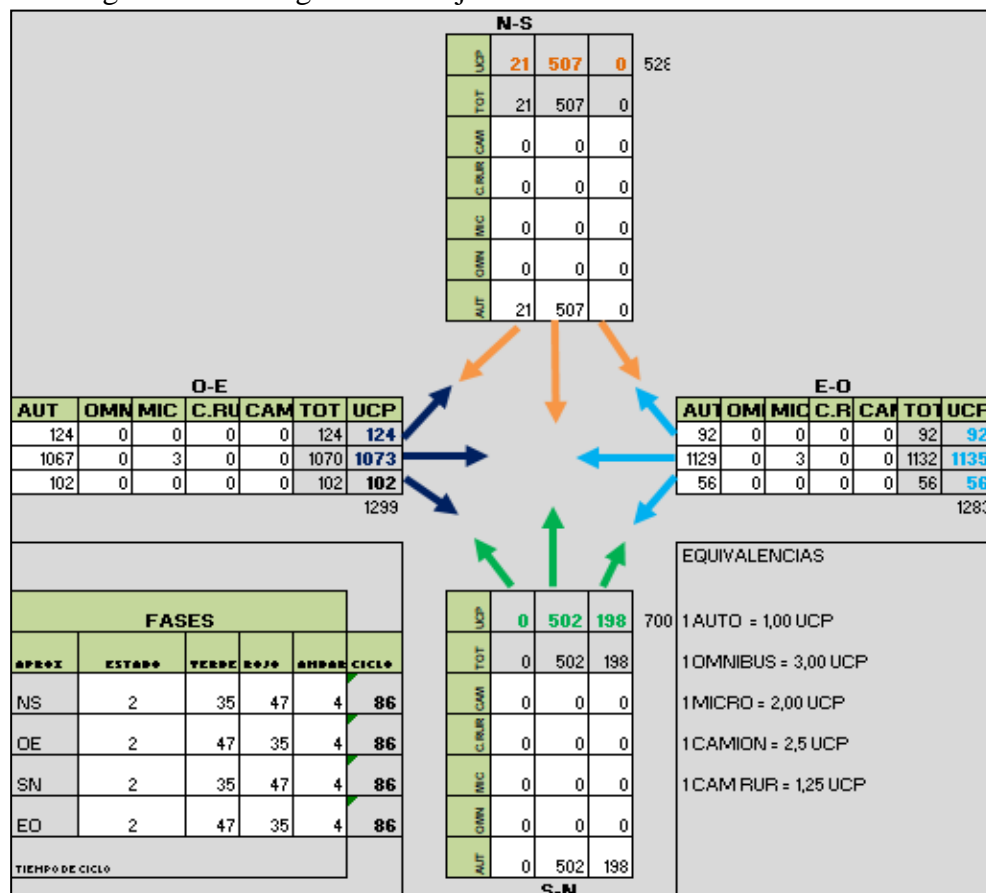 N-S
UCP 21 507 0 528
TOT 21 507 0
CAM 0 0 0
C.RUR 0 0 0
MIC 0 0 0
OMN 0 0 0
AUT 21 507 0
O-E
AUT OMN MIC C.RU CAM TOT UCP
124 0 0 0 0 124 124
1067 0 3 0 0 1070 1073
102 0 0 0 0 102 102
1299
E-O
AUT OMI MIC C.R CAI TOT UCP
92 0 0 0 0 92 92
1129 0 3 0 0 1132 1135
56 0 0 0 0 56 56
1283
FASES
APROX ESTADO VERDE ROJO AMBAR CICLO
NS 2 35 47 4 86
OE 2 47 35 4 86
SN 2 35 47 4 86
EO 2 47 35 4 86
TIEMPO DE CICLO
UCP 0 502 198 700
TOT 0 502 198
CAM 0 0 0
C.RUR 0 0 0
MIC 0 0 0
OMN 0 0 0
AUT 0 502 198
S-N
EQUIVALENCIAS
1 AUTO = 1,00 UCP
1 OMNIBUS = 3,00 UCP
1 MICRO = 2,00 UCP
1 CAMION = 2,5 UCP
1 CAM RUR = 1,25 UCP